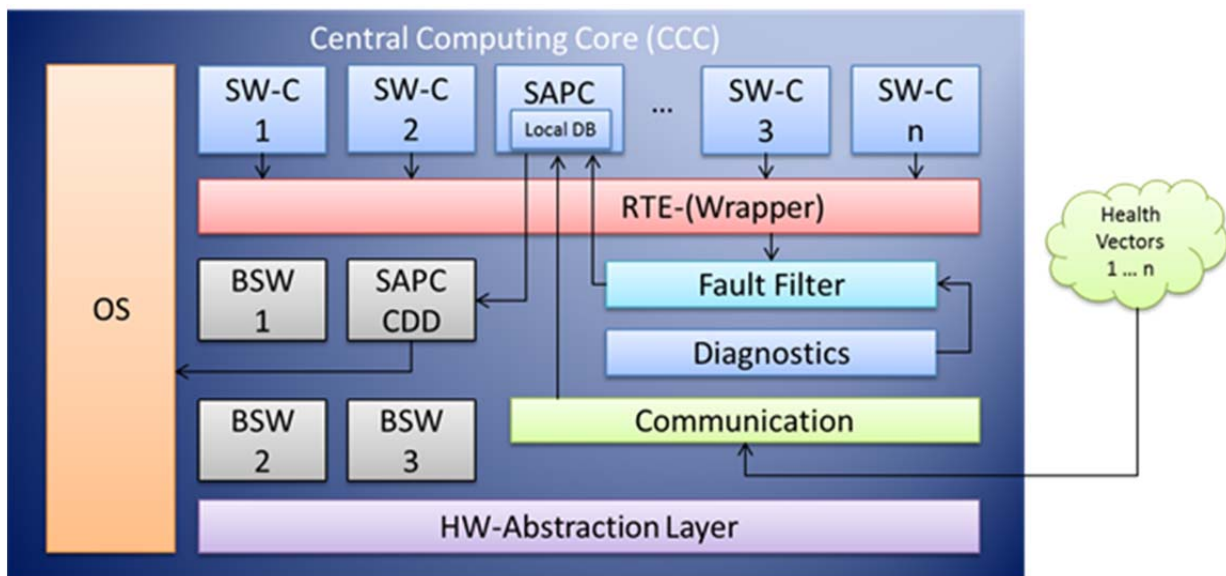 Central Computing Core (CCC)
OS
SW-C
1
SW-C
2
SAPC
Local DB
...
SW-C
3
SW-C
n
RTE-(Wrapper)
Health
Vectors
1 ... n
BSW
1
SAPC
CDD
Fault Filter
Diagnostics
BSW
2
BSW
3
Communication
HW-Abstraction Layer